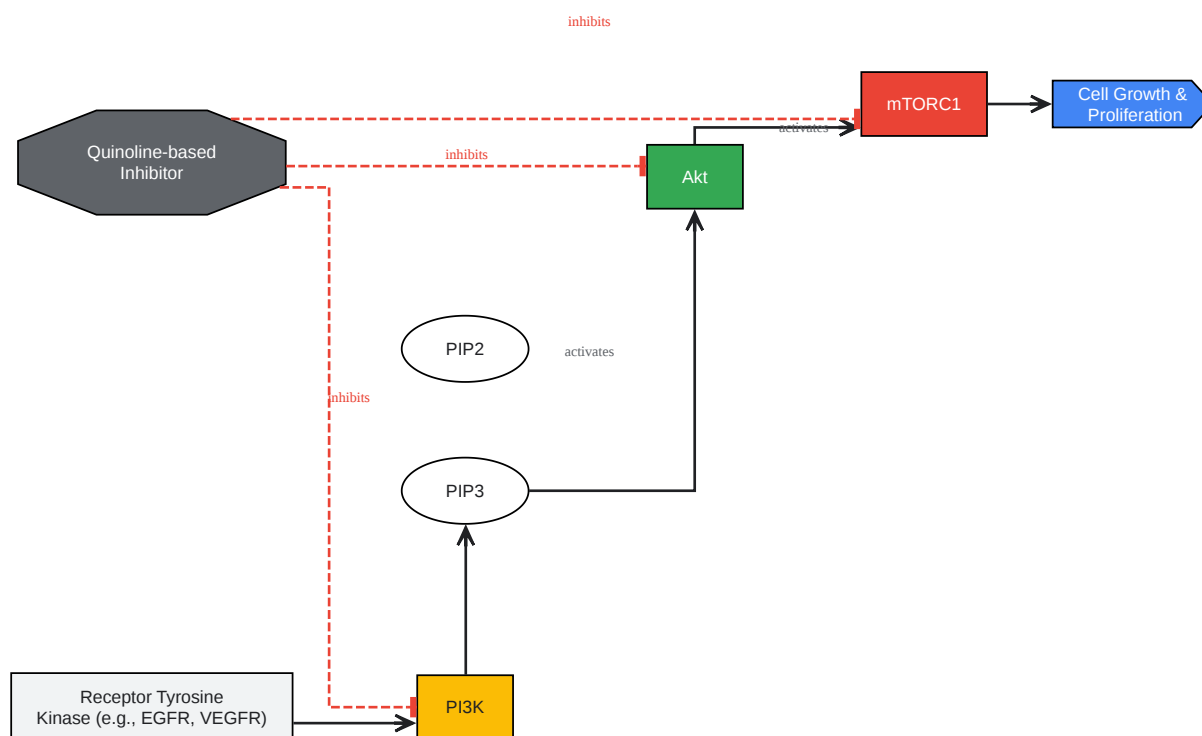 inhibits
mTORC1
Cell Growth &
Proliferation
activates
Quinoline-based
Inhibitor
inhibits
Akt
PIP2
activates
inhibits
PIP3
Receptor Tyrosine
Kinase (e.g., EGFR, VEGFR)
PI3K